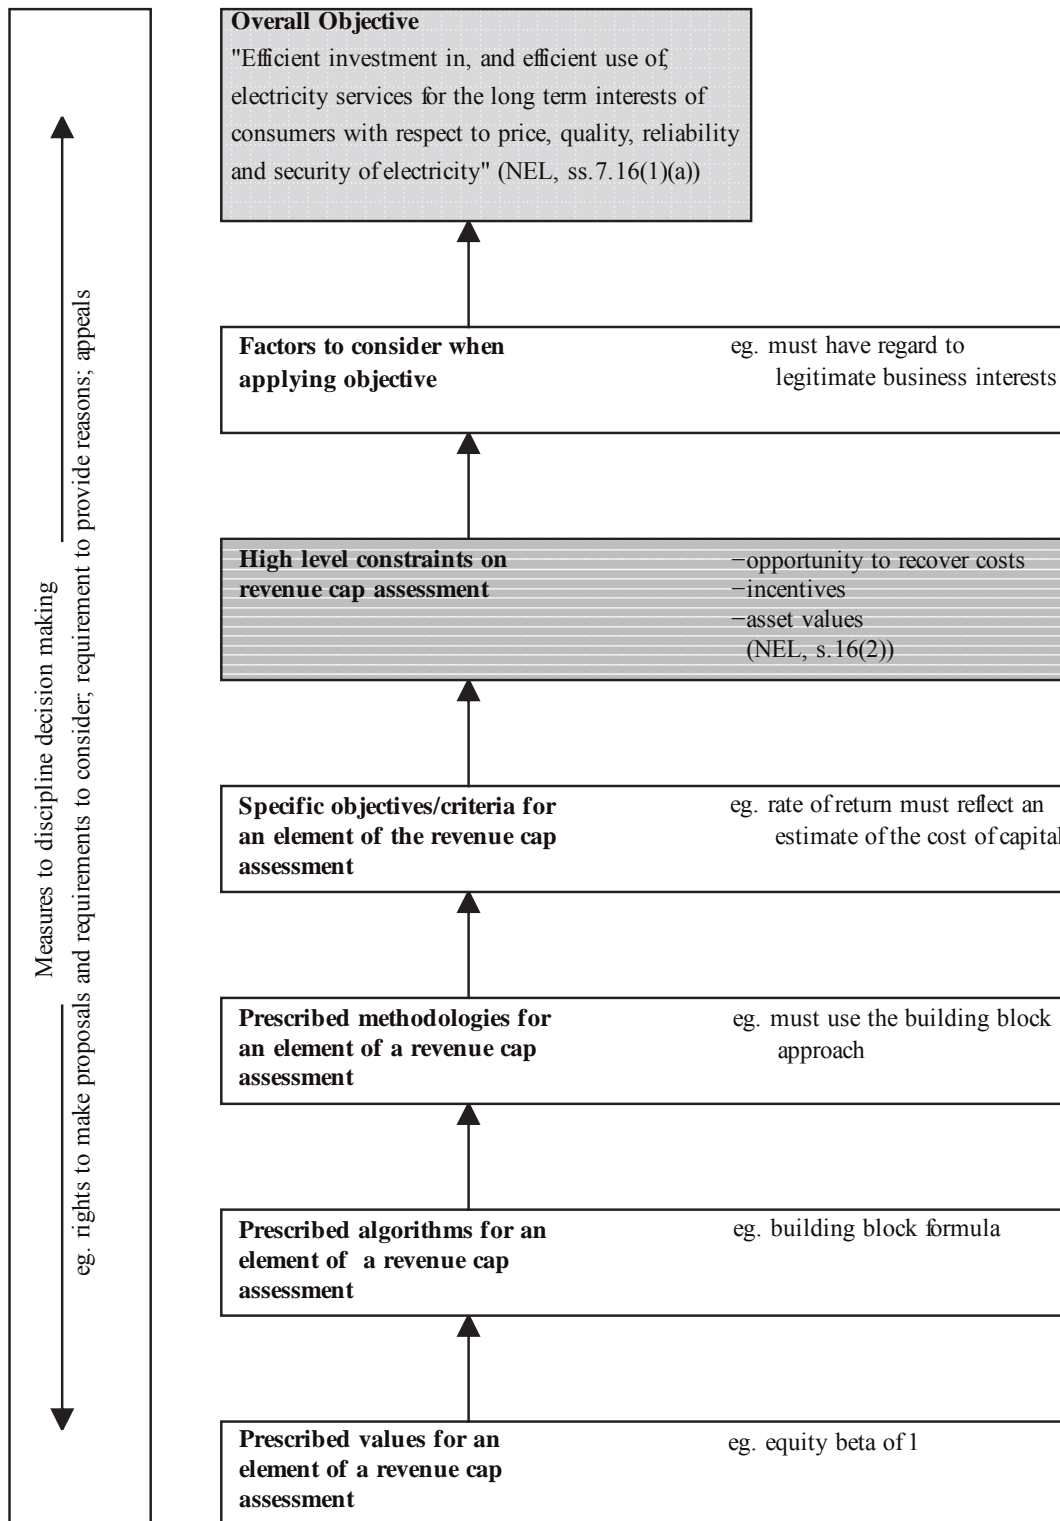 Measures to discipline decision making
eg. rights to make proposals and requirements to consider; requirement to provide reasons; appeals
Overall Objective
"Efficient investment in, and efficient use of,
electricity services for the long term interests of
consumers with respect to price, quality, reliability
and security of electricity" (NEL, ss.7.16(1)(a))
Factors to consider when
applying objective
eg. must have regard to
legitimate business interests
High level constraints on
revenue cap assessment
−opportunity to recover costs
−incentives
−asset values
(NEL, s.16(2))
Specific objectives/criteria for
an element of the revenue cap
assessment
eg. rate of return must reflect an
estimate of the cost of capital
Prescribed methodologies for
an element of a revenue cap
assessment
eg. must use the building block
approach
Prescribed algorithms for an
element of a revenue cap
assessment
eg. building block formula
Prescribed values for an
element of a revenue cap
assessment
eg. equity beta of 1